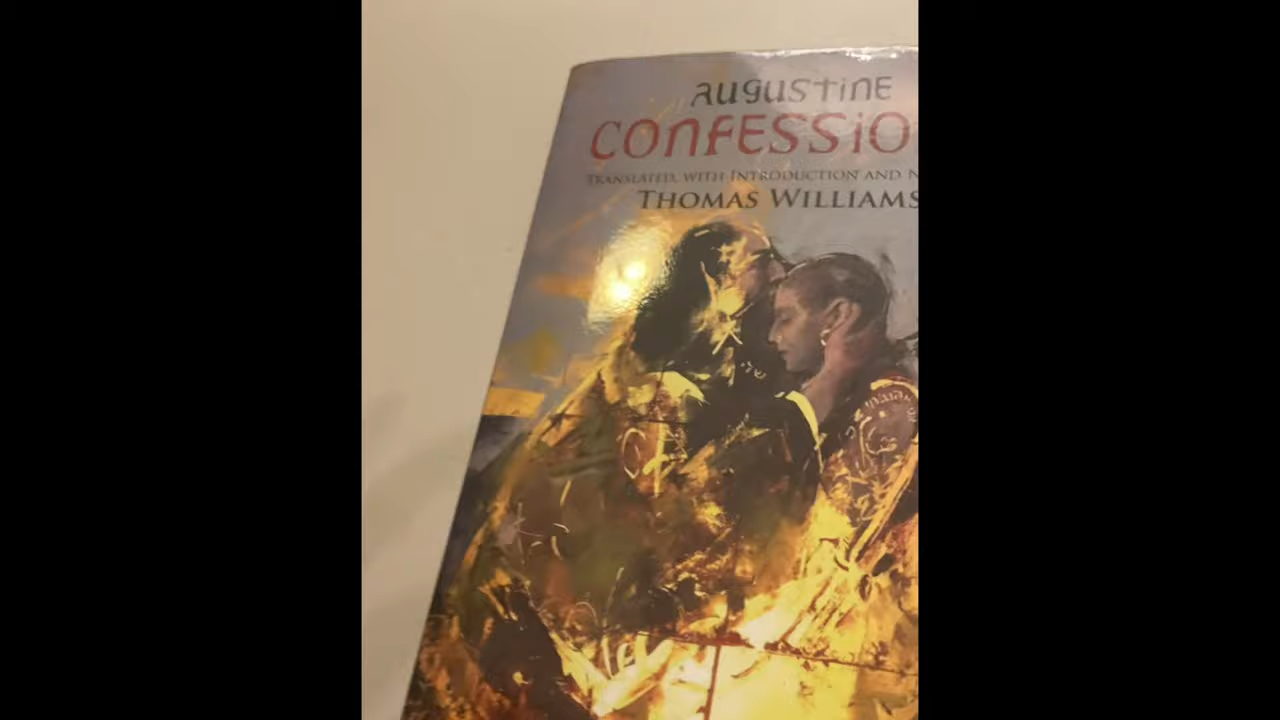 AUGUSTINE
CONFESSIO
TRANSLATED, WITH INTRODUCTION AND N
THOMAS WILLIAMS